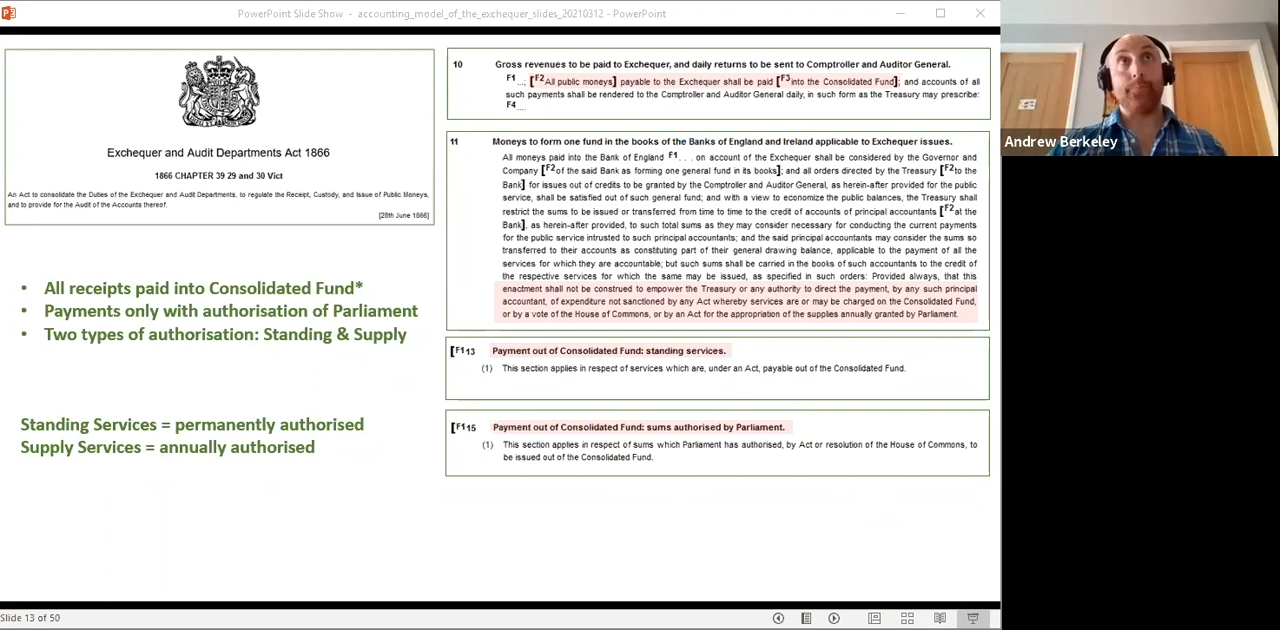 PowerPoint Slide Show - accounting_model_of_the_exchequer_slides_20210312 - PowerPoint
Exchequer and Audit Departments Act 1866
1866 CHAPTER 39 29 and 30 Vict
An Act to consolidate the Duties of the Exchequer and Audit Departments, to regulate the Receipt, Custody, and Issue of Public Moneys,
and to provide for the Audit of the Accounts thereof.
[28th June 1866]
• All receipts paid into Consolidated Fund*
• Payments only with authorisation of Parliament
• Two types of authorisation: Standing & Supply
Standing Services = permanently authorised
Supply Services = annually authorised
10 Gross revenues to be paid to Exchequer, and daily returns to be sent to Comptroller and Auditor General.
F1...; [F2All public moneys] payable to the Exchequer shall be paid [F3into the Consolidated Fund]; and accounts of all
such payments shall be rendered to the Comptroller and Auditor General daily, in such form as the Treasury may prescribe:
F4....
11 Moneys to form one fund in the books of the Banks of England and Ireland applicable to Exchequer issues.
All moneys paid into the Bank of England F1. . . on account of the Exchequer shall be considered by the Governor and
Company [F2of the said Bank as forming one general fund in its books]; and all orders directed by the Treasury [F2to the
Bank] for issues out of credits to be granted by the Comptroller and Auditor General, as herein-after provided for the public
service, shall be satisfied out of such general fund; and with a view to economize the public balances, the Treasury shall
restrict the sums to be issued or transferred from time to time to the credit of accounts of principal accountants [F2at the
Bank], as herein-after provided, to such total sums as they may consider necessary for conducting the current payments
for the public service intrusted to such principal accountants; and the said principal accountants may consider the sums so
transferred to their accounts as constituting part of their general drawing balance, applicable to the payment of all the
services for which they are accountable; but such sums shall be carried in the books of such accountants to the credit of
the respective services for which the same may be issued, as specified in such orders: Provided always, that this
enactment shall not be construed to empower the Treasury or any authority to direct the payment, by any such principal
accountant, of expenditure not sanctioned by any Act whereby services are or may be charged on the Consolidated Fund,
or by a vote of the House of Commons, or by an Act for the appropriation of the supplies annually granted by Parliament.
[F113 Payment out of Consolidated Fund: standing services.
(1) This section applies in respect of services which are, under an Act, payable out of the Consolidated Fund.
[F115 Payment out of Consolidated Fund: sums authorised by Parliament.
(1) This section applies in respect of sums which Parliament has authorised, by Act or resolution of the House of Commons, to
be issued out of the Consolidated Fund.
Andrew Berkeley
Slide 13 of 50